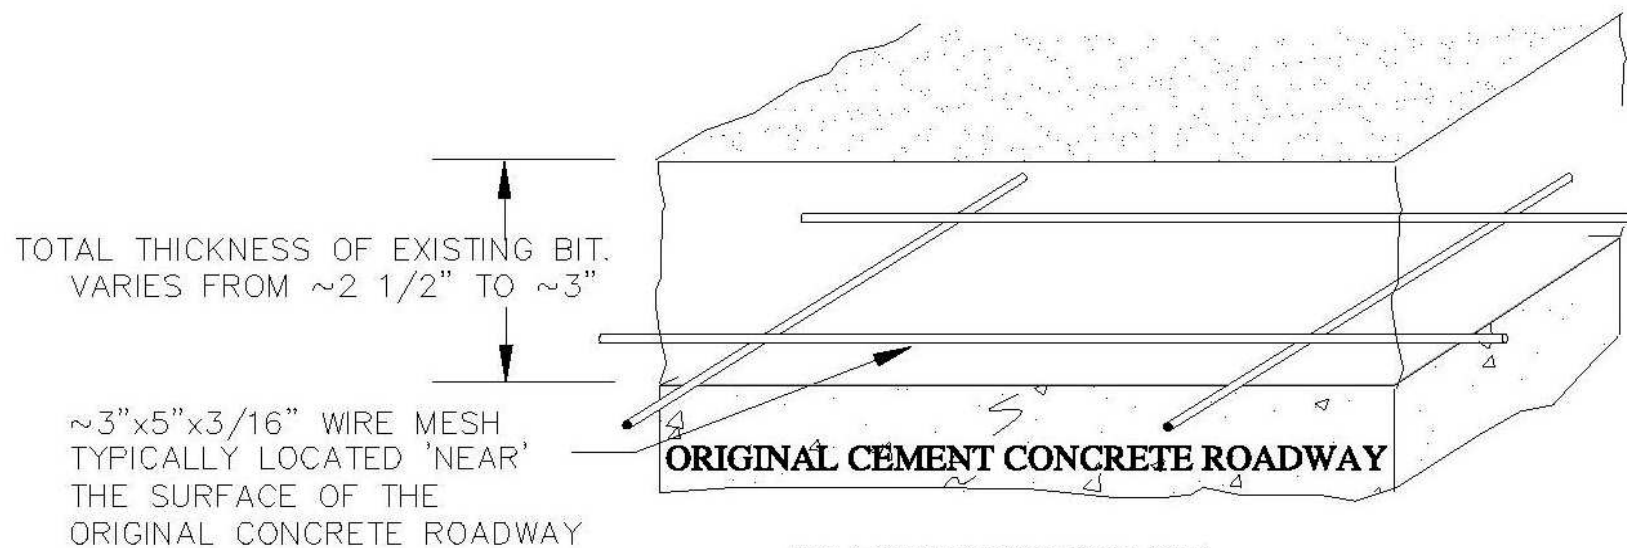 TOTAL THICKNESS OF EXISTING BIT.
VARIES FROM ~2 1/2" TO ~3"
~3"x5"x3/16" WIRE MESH
TYPICALLY LOCATED 'NEAR'
THE SURFACE OF THE
ORIGINAL CONCRETE ROADWAY
ORIGINAL CEMENT CONCRETE ROADWAY